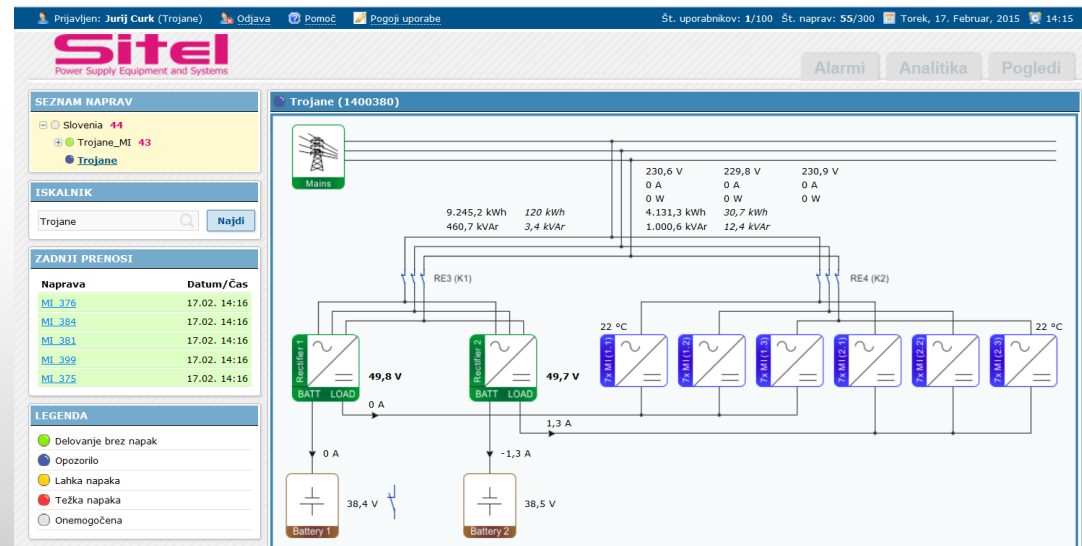 Prijavljen: Jurij Curk (Trojane) Odjava Pomoč Pogoji uporabe Št. uporabnikov: 1/100 Št. naprav: 55/300 Torek, 17. Februar, 2015 14:15
Sitel
Power Supply Equipment and Systems
Alarmi Analitika Pogledi
SEZNAM NAPRAV
Slovenia 44
Trojane_MI 43
Trojane
ISKALNIK
Trojane Najdi
ZADNJI PRENOSI
Naprava Datum/Čas
MI_376 17.02. 14:16
MI_384 17.02. 14:16
MI_381 17.02. 14:16
MI_399 17.02. 14:16
MI_375 17.02. 14:16
LEGENDA
Delovanje brez napak
Opozorilo
Lahka napaka
Težka napaka
Onemogočena
Trojane (1400380)
Mains
230,6 V 229,8 V 230,9 V
0 A 0 A 0 A
0 W 0 W 0 W
9.245,2 kWh 120 kWh 4.131,3 kWh 30,7 kWh
460,7 kVAr 3,4 kVAr 1.000,6 kVAr 12,4 kVAr
RE3 (K1) RE4 (K2)
22 °C 22 °C
Rectifier 1 Rectifier 2 7x MI (1.1) 7x MI (1.2) 7x MI (1.3) 7x MI (2.1) 7x MI (2.2) 7x MI (2.3)
49,8 V 49,7 V
BATT LOAD BATT LOAD
0 A
1,3 A
0 A -1,3 A
38,4 V 38,5 V
Battery 1 Battery 2